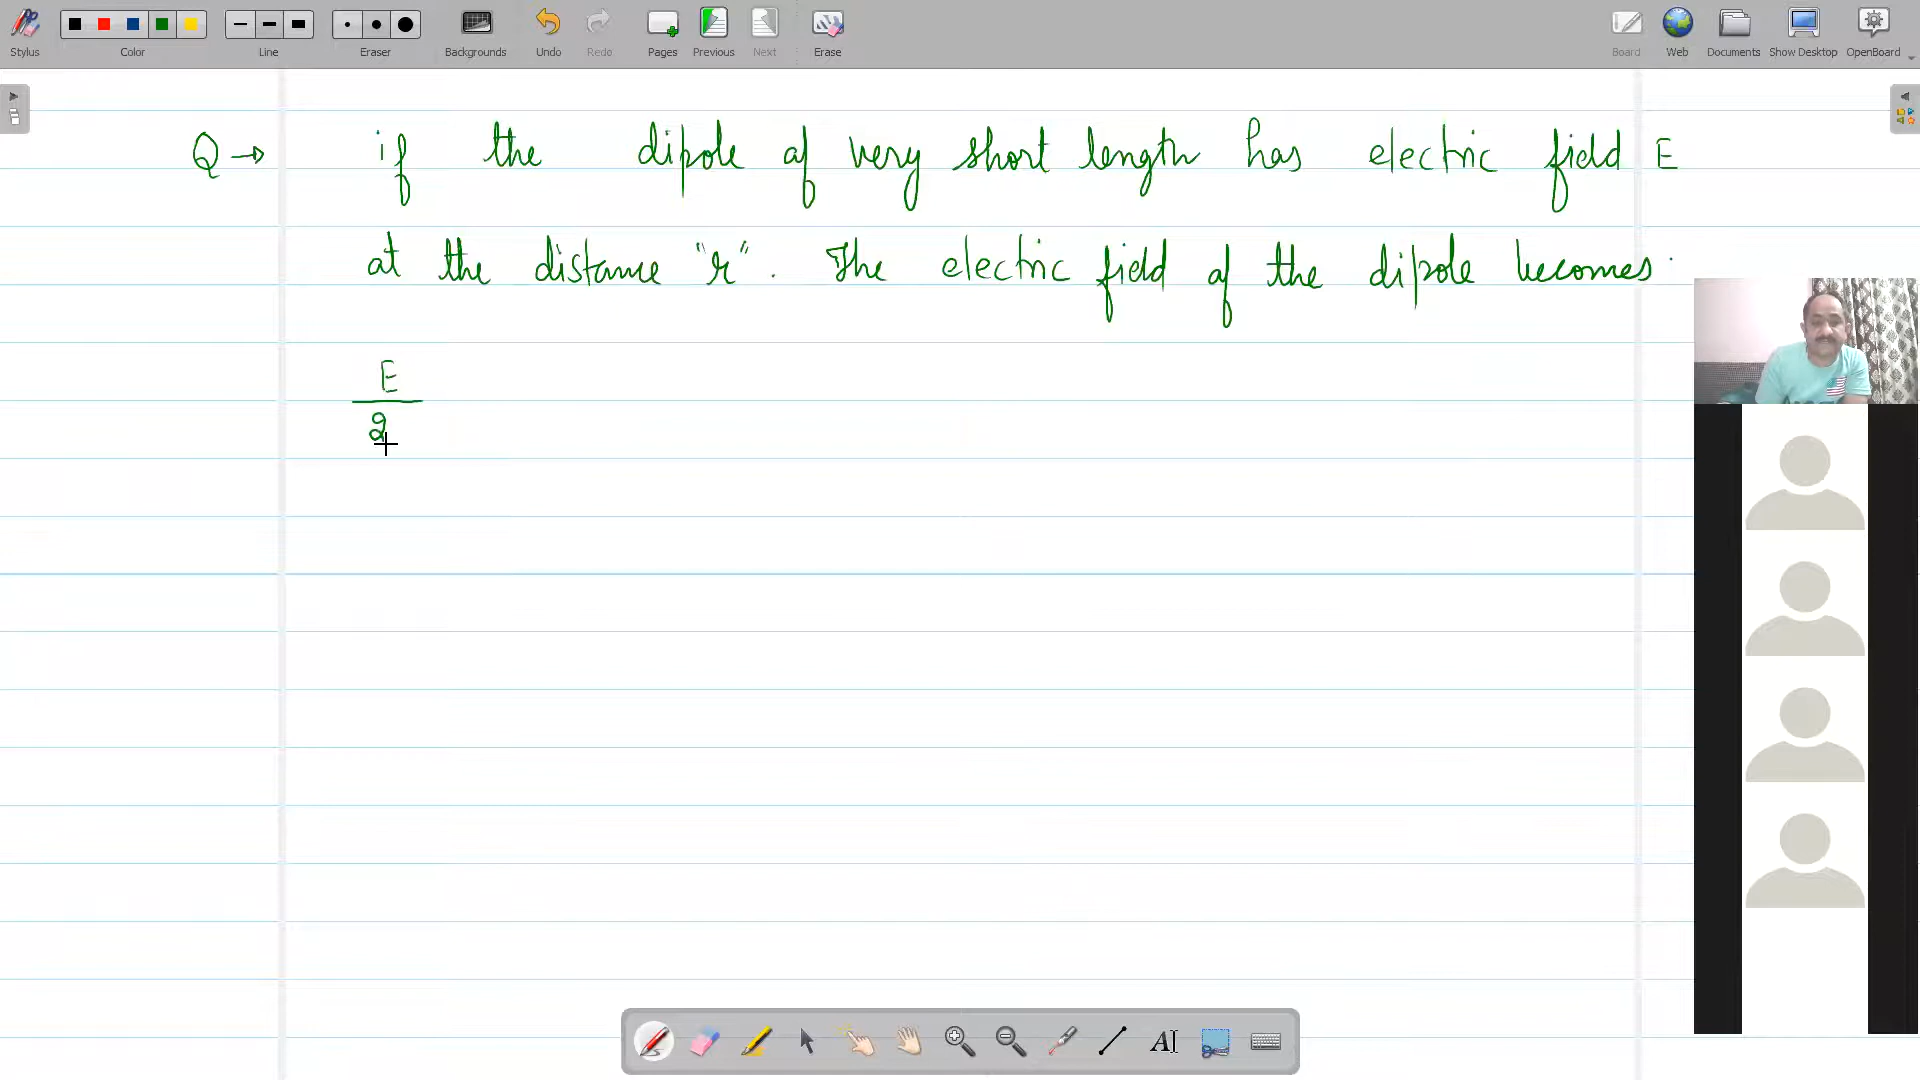 Stylus Color Line Eraser Backgrounds Undo Redo Pages Previous Next Erase Board Web Documents Show Desktop OpenBoard
Q → if the dipole of very short length has electric field E
at the distance "r". The electric field of the dipole becomes
E
2